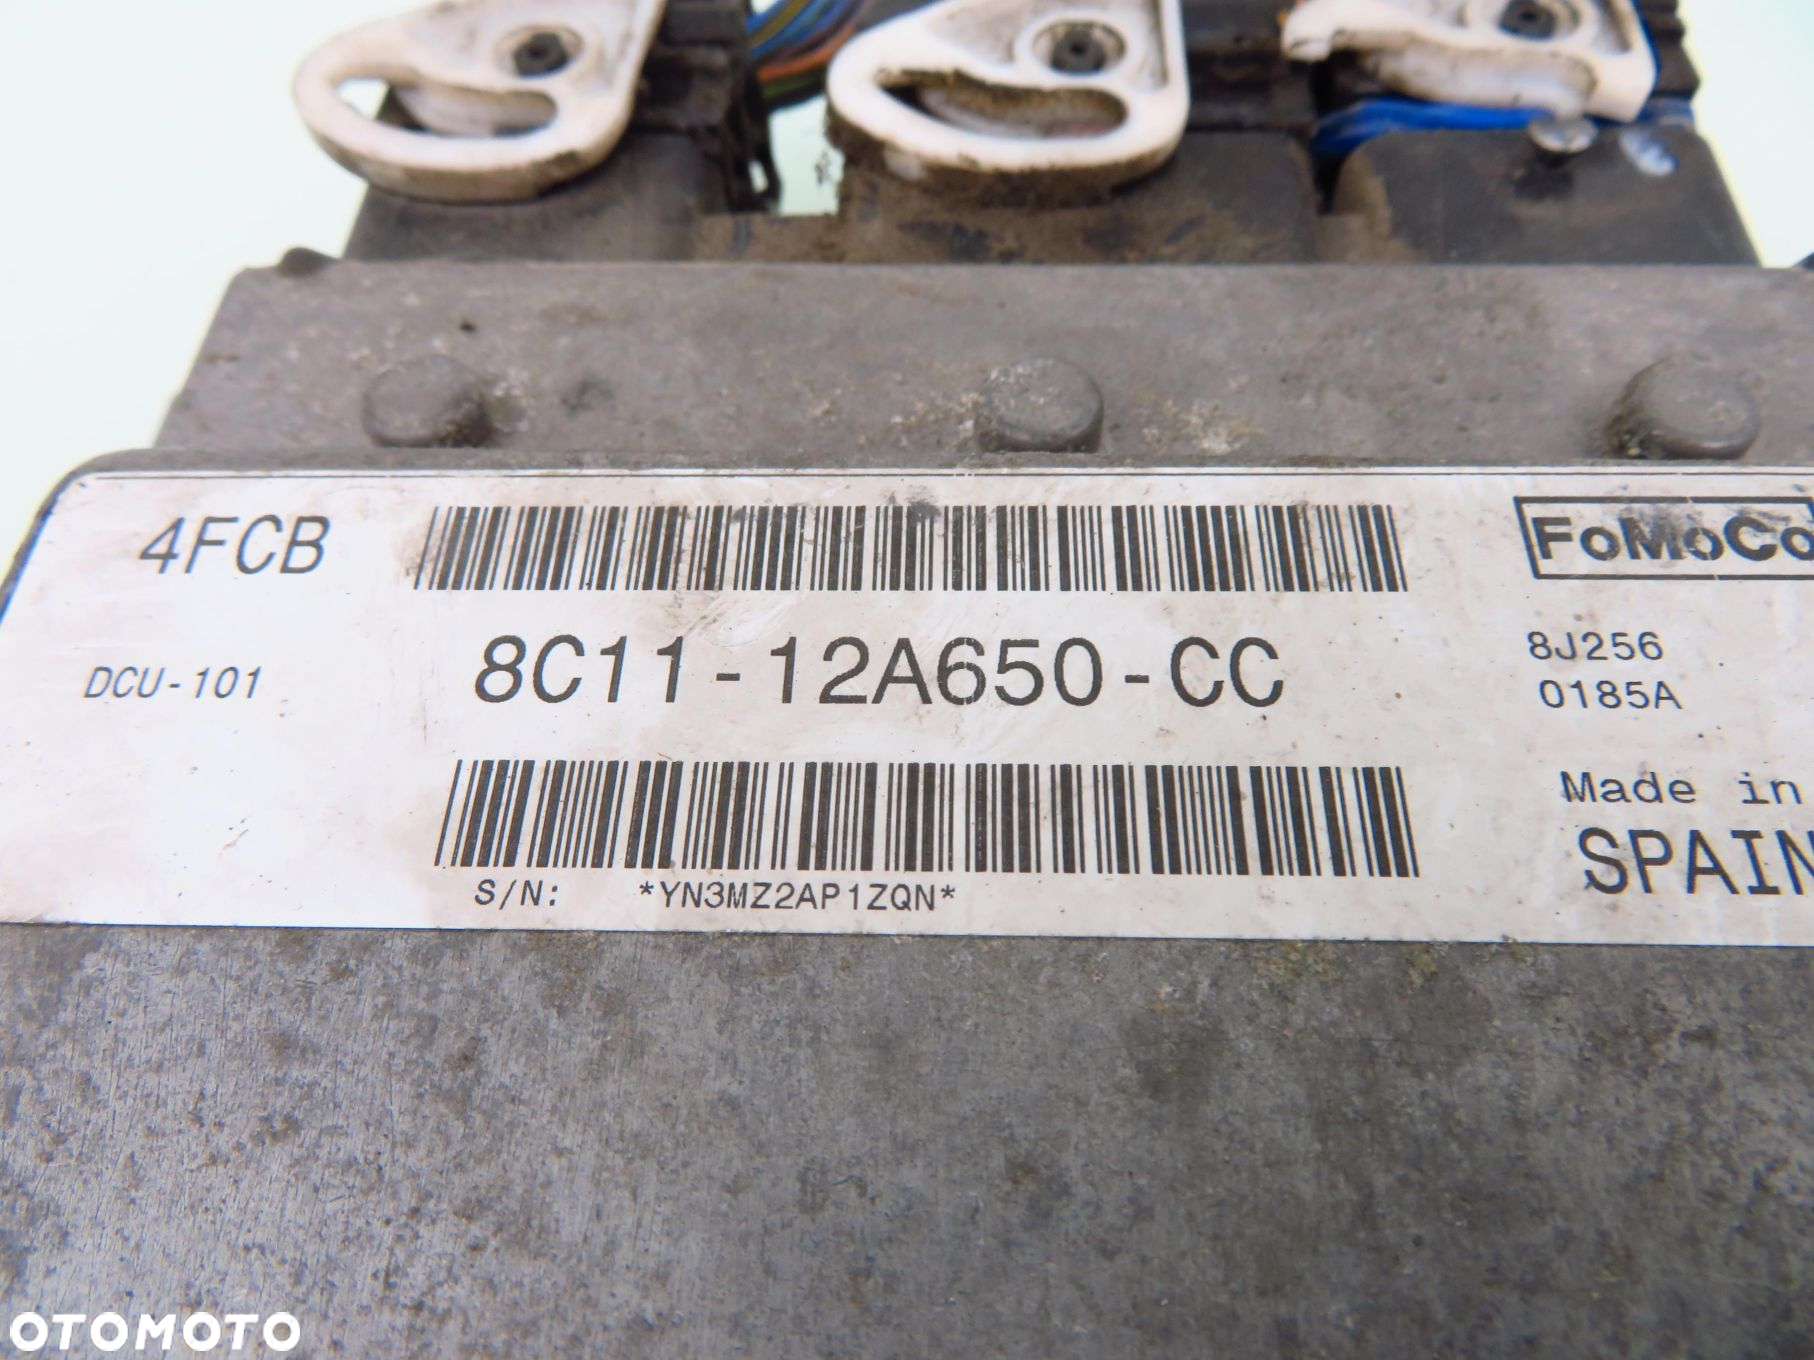 4FCB
FoMoCo
DCU-101
8C11-12A650-CC
8J256
0185A
Made in
SPAIN
S/N: *YN3MZ2AP1ZQN*
OTOMOTO